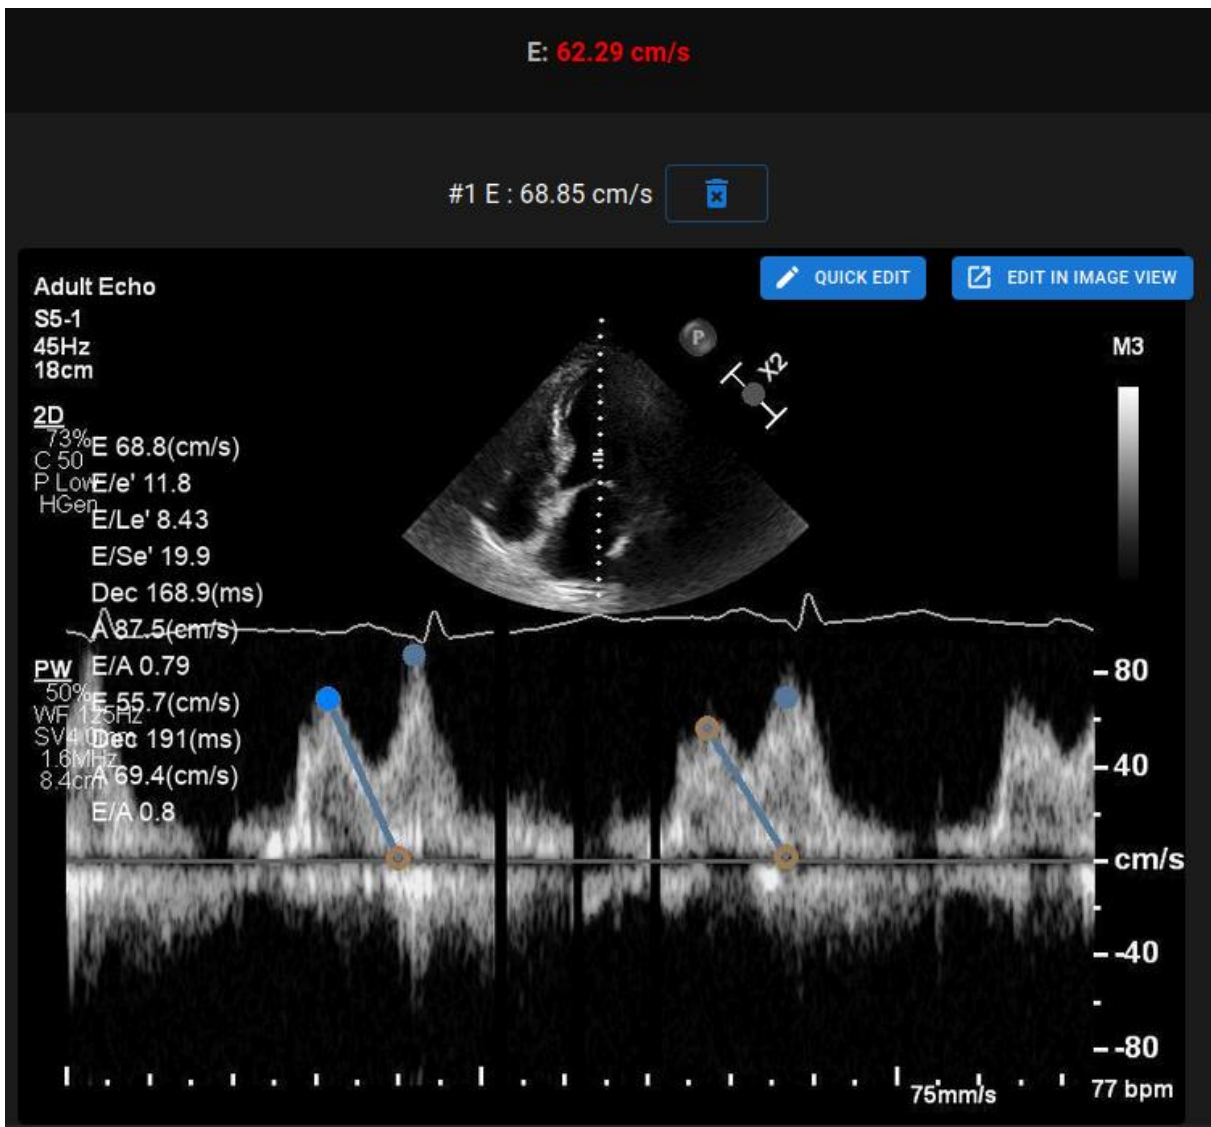 E: 62.29 cm/s
#1 E : 68.85 cm/s
QUICK EDIT
EDIT IN IMAGE VIEW
Adult Echo
S5-1
45Hz
18cm
P
X2
M3
2D
73%
C 50
P Low
HGen
E 68.8(cm/s)
E/e' 11.8
E/Le' 8.43
E/Se' 19.9
Dec 168.9(ms)
A 87.5(cm/s)
E/A 0.79
E 55.7(cm/s)
Dec 191(ms)
A 69.4(cm/s)
E/A 0.8
PW
50%
WF 125Hz
SV4.0mm
1.6MHz
8.4cm
80
40
cm/s
-40
-80
75mm/s
77 bpm